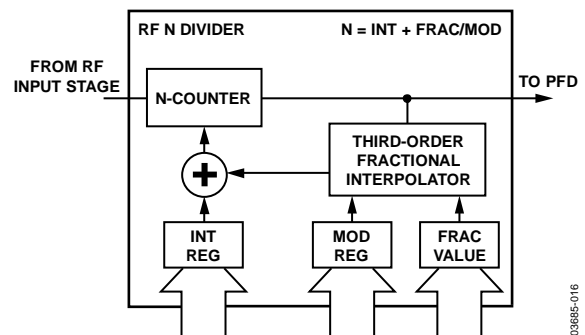 RF N DIVIDER
N = INT + FRAC/MOD
FROM RF
INPUT STAGE
TO PFD
N-COUNTER
THIRD-ORDER
FRACTIONAL
INTERPOLATOR
+
INT
REG
MOD
REG
FRAC
VALUE
03685-016